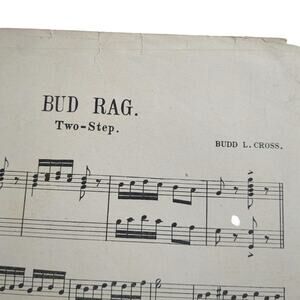 BUD RAG.
Two-Step.
BUDD L. CROSS.